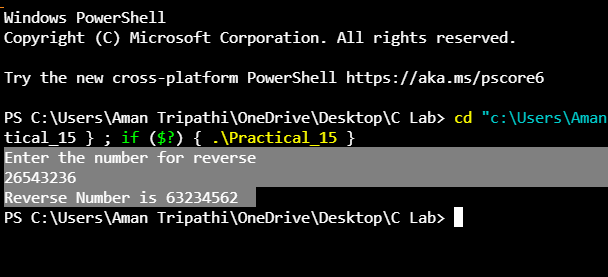 Windows PowerShell
Copyright (C) Microsoft Corporation. All rights reserved.
Try the new cross-platform PowerShell https://aka.ms/pscore6
PS C:\Users\Aman Tripathi\OneDrive\Desktop\C Lab> cd "c:\Users\Aman
tical_15 } ; if ($?) { .\Practical_15 }
Enter the number for reverse
26543236
Reverse Number is 63234562
PS C:\Users\Aman Tripathi\OneDrive\Desktop\C Lab>